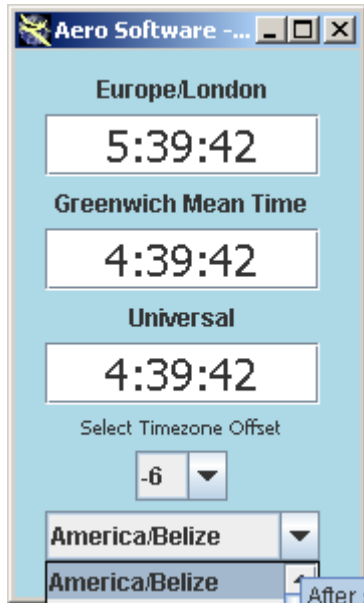 Aero Software -...
Europe/London
5:39:42
Greenwich Mean Time
4:39:42
Universal
4:39:42
Select Timezone Offset
-6
America/Belize
America/Belize
After